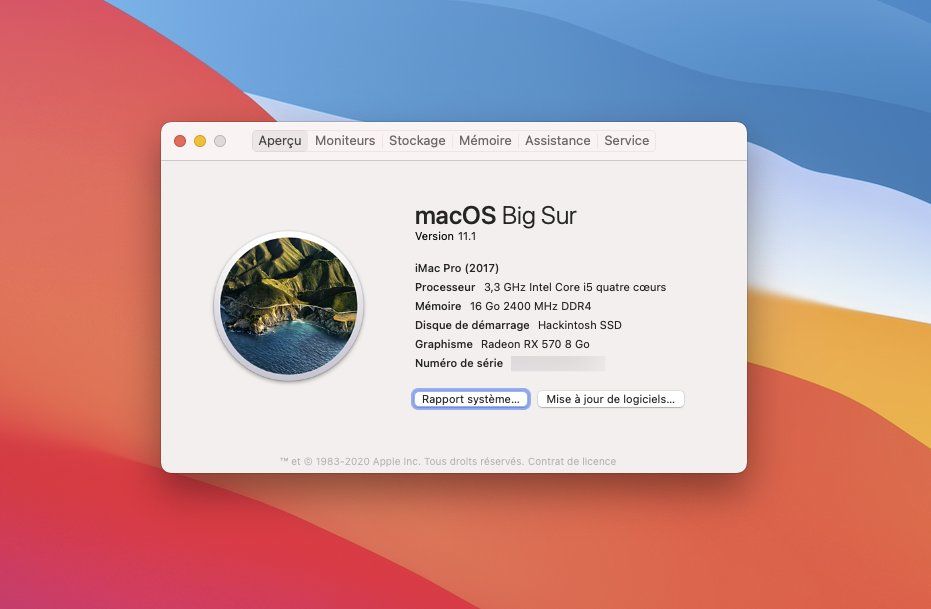 Aperçu Moniteurs Stockage Mémoire Assistance Service
macOS Big Sur
Version 11.1
iMac Pro (2017)
Processeur 3,3 GHz Intel Core i5 quatre cœurs
Mémoire 16 Go 2400 MHz DDR4
Disque de démarrage Hackintosh SSD
Graphisme Radeon RX 570 8 Go
Numéro de série
Rapport système... Mise à jour de logiciels...
™ et © 1983-2020 Apple Inc. Tous droits réservés. Contrat de licence